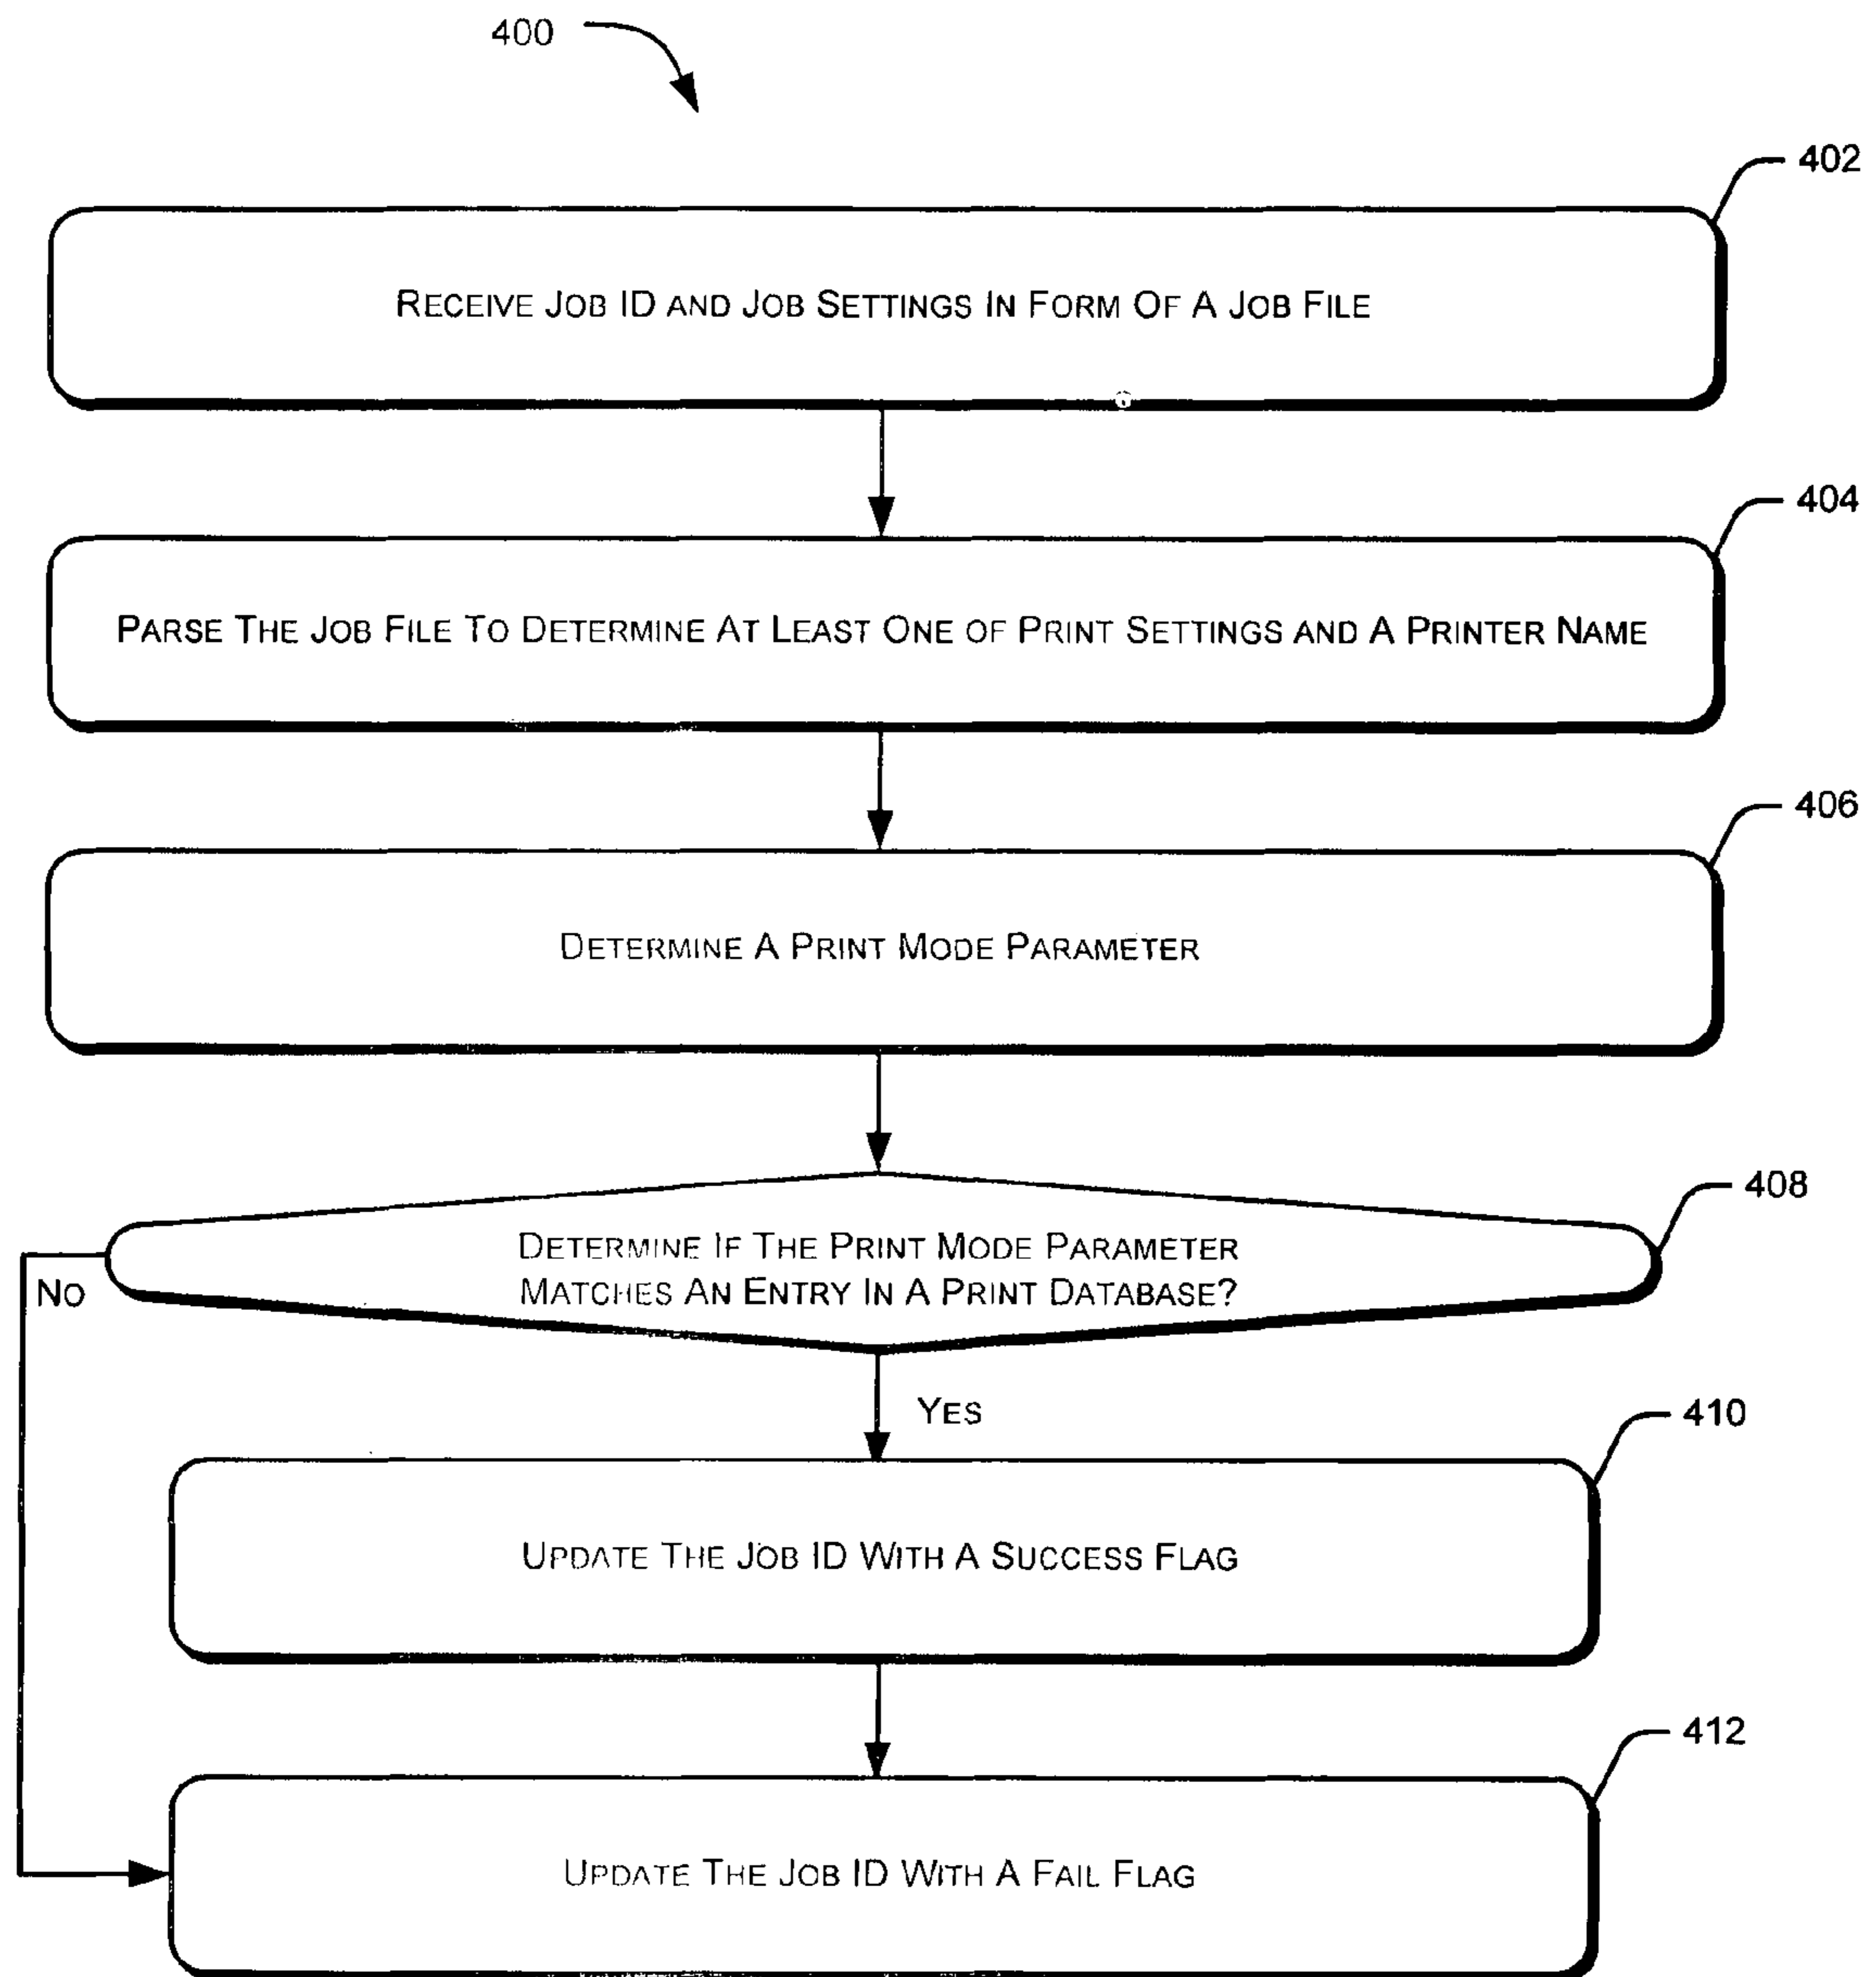 400
402
RECEIVE JOB ID AND JOB SETTINGS IN FORM OF A JOB FILE
404
PARSE THE JOB FILE TO DETERMINE AT LEAST ONE OF PRINT SETTINGS AND A PRINTER NAME
406
DETERMINE A PRINT MODE PARAMETER
408
DETERMINE IF THE PRINT MODE PARAMETER
MATCHES AN ENTRY IN A PRINT DATABASE?
NO
YES
410
UPDATE THE JOB ID WITH A SUCCESS FLAG
412
UPDATE THE JOB ID WITH A FAIL FLAG